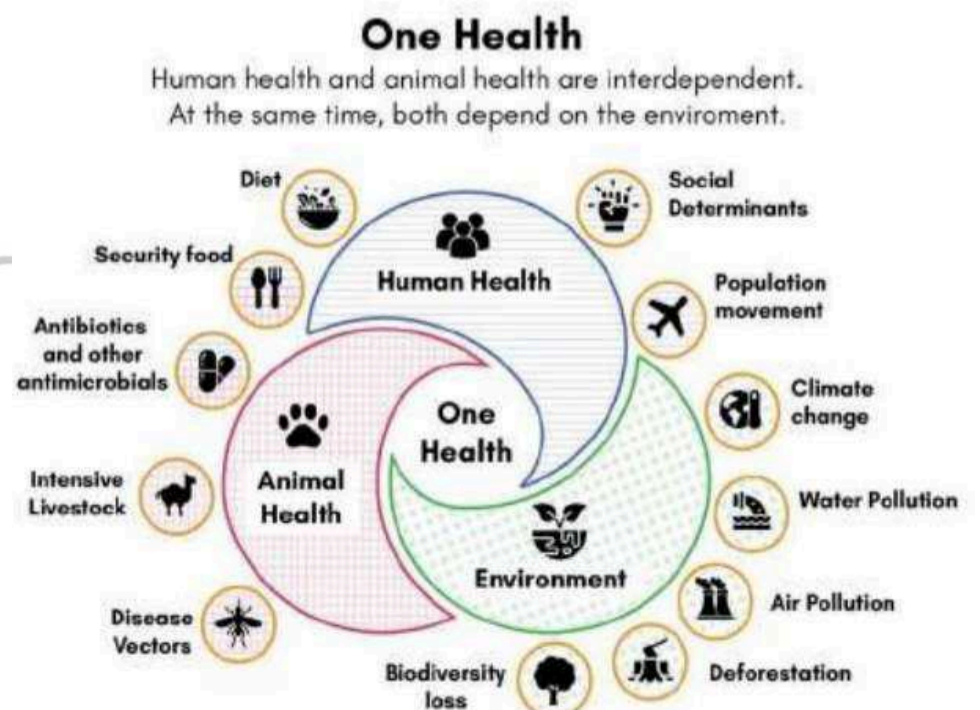 One Health
Human health and animal health are interdependent.
At the same time, both depend on the enviroment.
Diet
Social
Determinants
Security food
Human Health
Population
movement
Antibiotics
and other
antimicrobials
Climate
change
One
Health
Intensive
Livestock
Animal
Health
Water Pollution
Environment
Disease
Vectors
Air Pollution
Biodiversity
loss
Deforestation